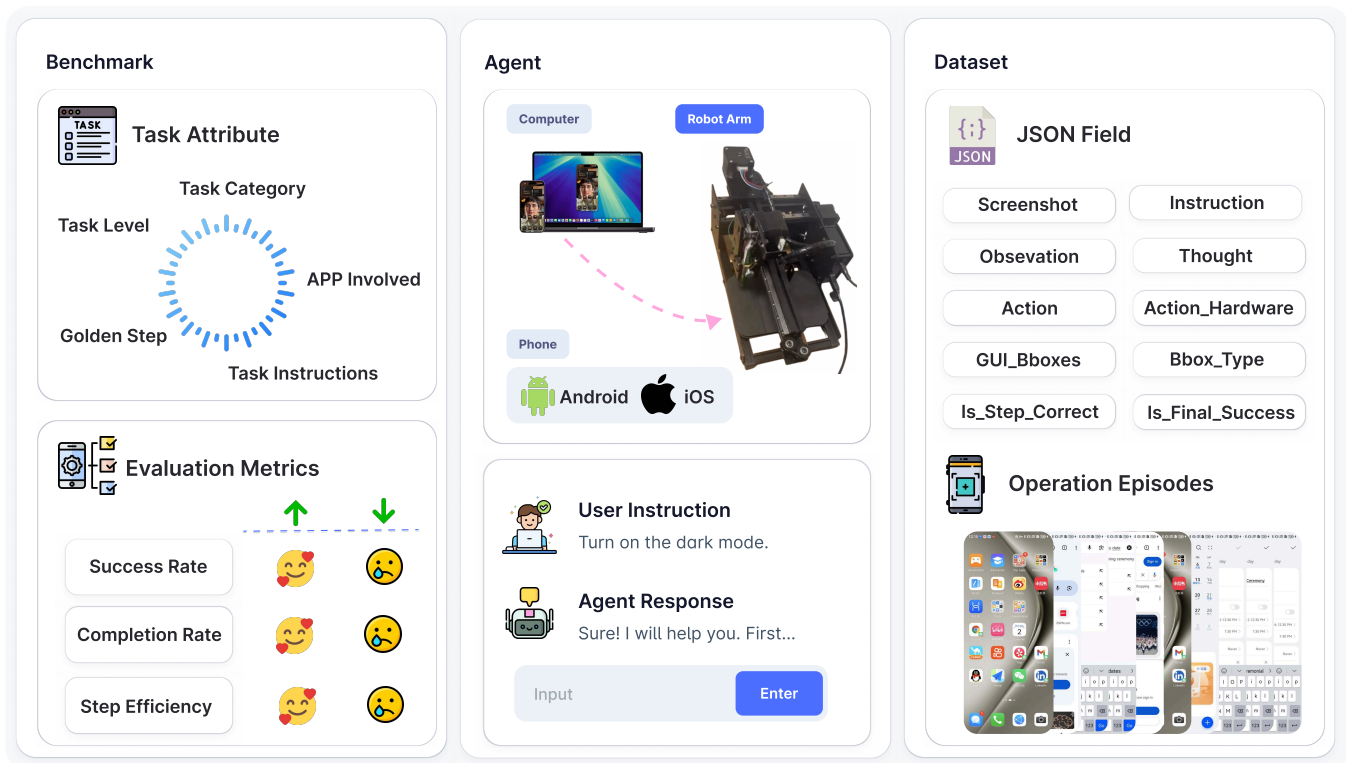 Benchmark
TASK
Task Attribute
Task Category
Task Level
APP Involved
Golden Step
Task Instructions
Evaluation Metrics
Success Rate
Completion Rate
Step Efficiency
Agent
Computer
Robot Arm
Phone
Android
iOS
User Instruction
Turn on the dark mode.
Agent Response
Sure! I will help you. First...
Input
Enter
Dataset
{;}
JSON
JSON Field
Screenshot
Instruction
Obsevation
Thought
Action
Action_Hardware
GUI_Bboxes
Bbox_Type
Is_Step_Correct
Is_Final_Success
Operation Episodes